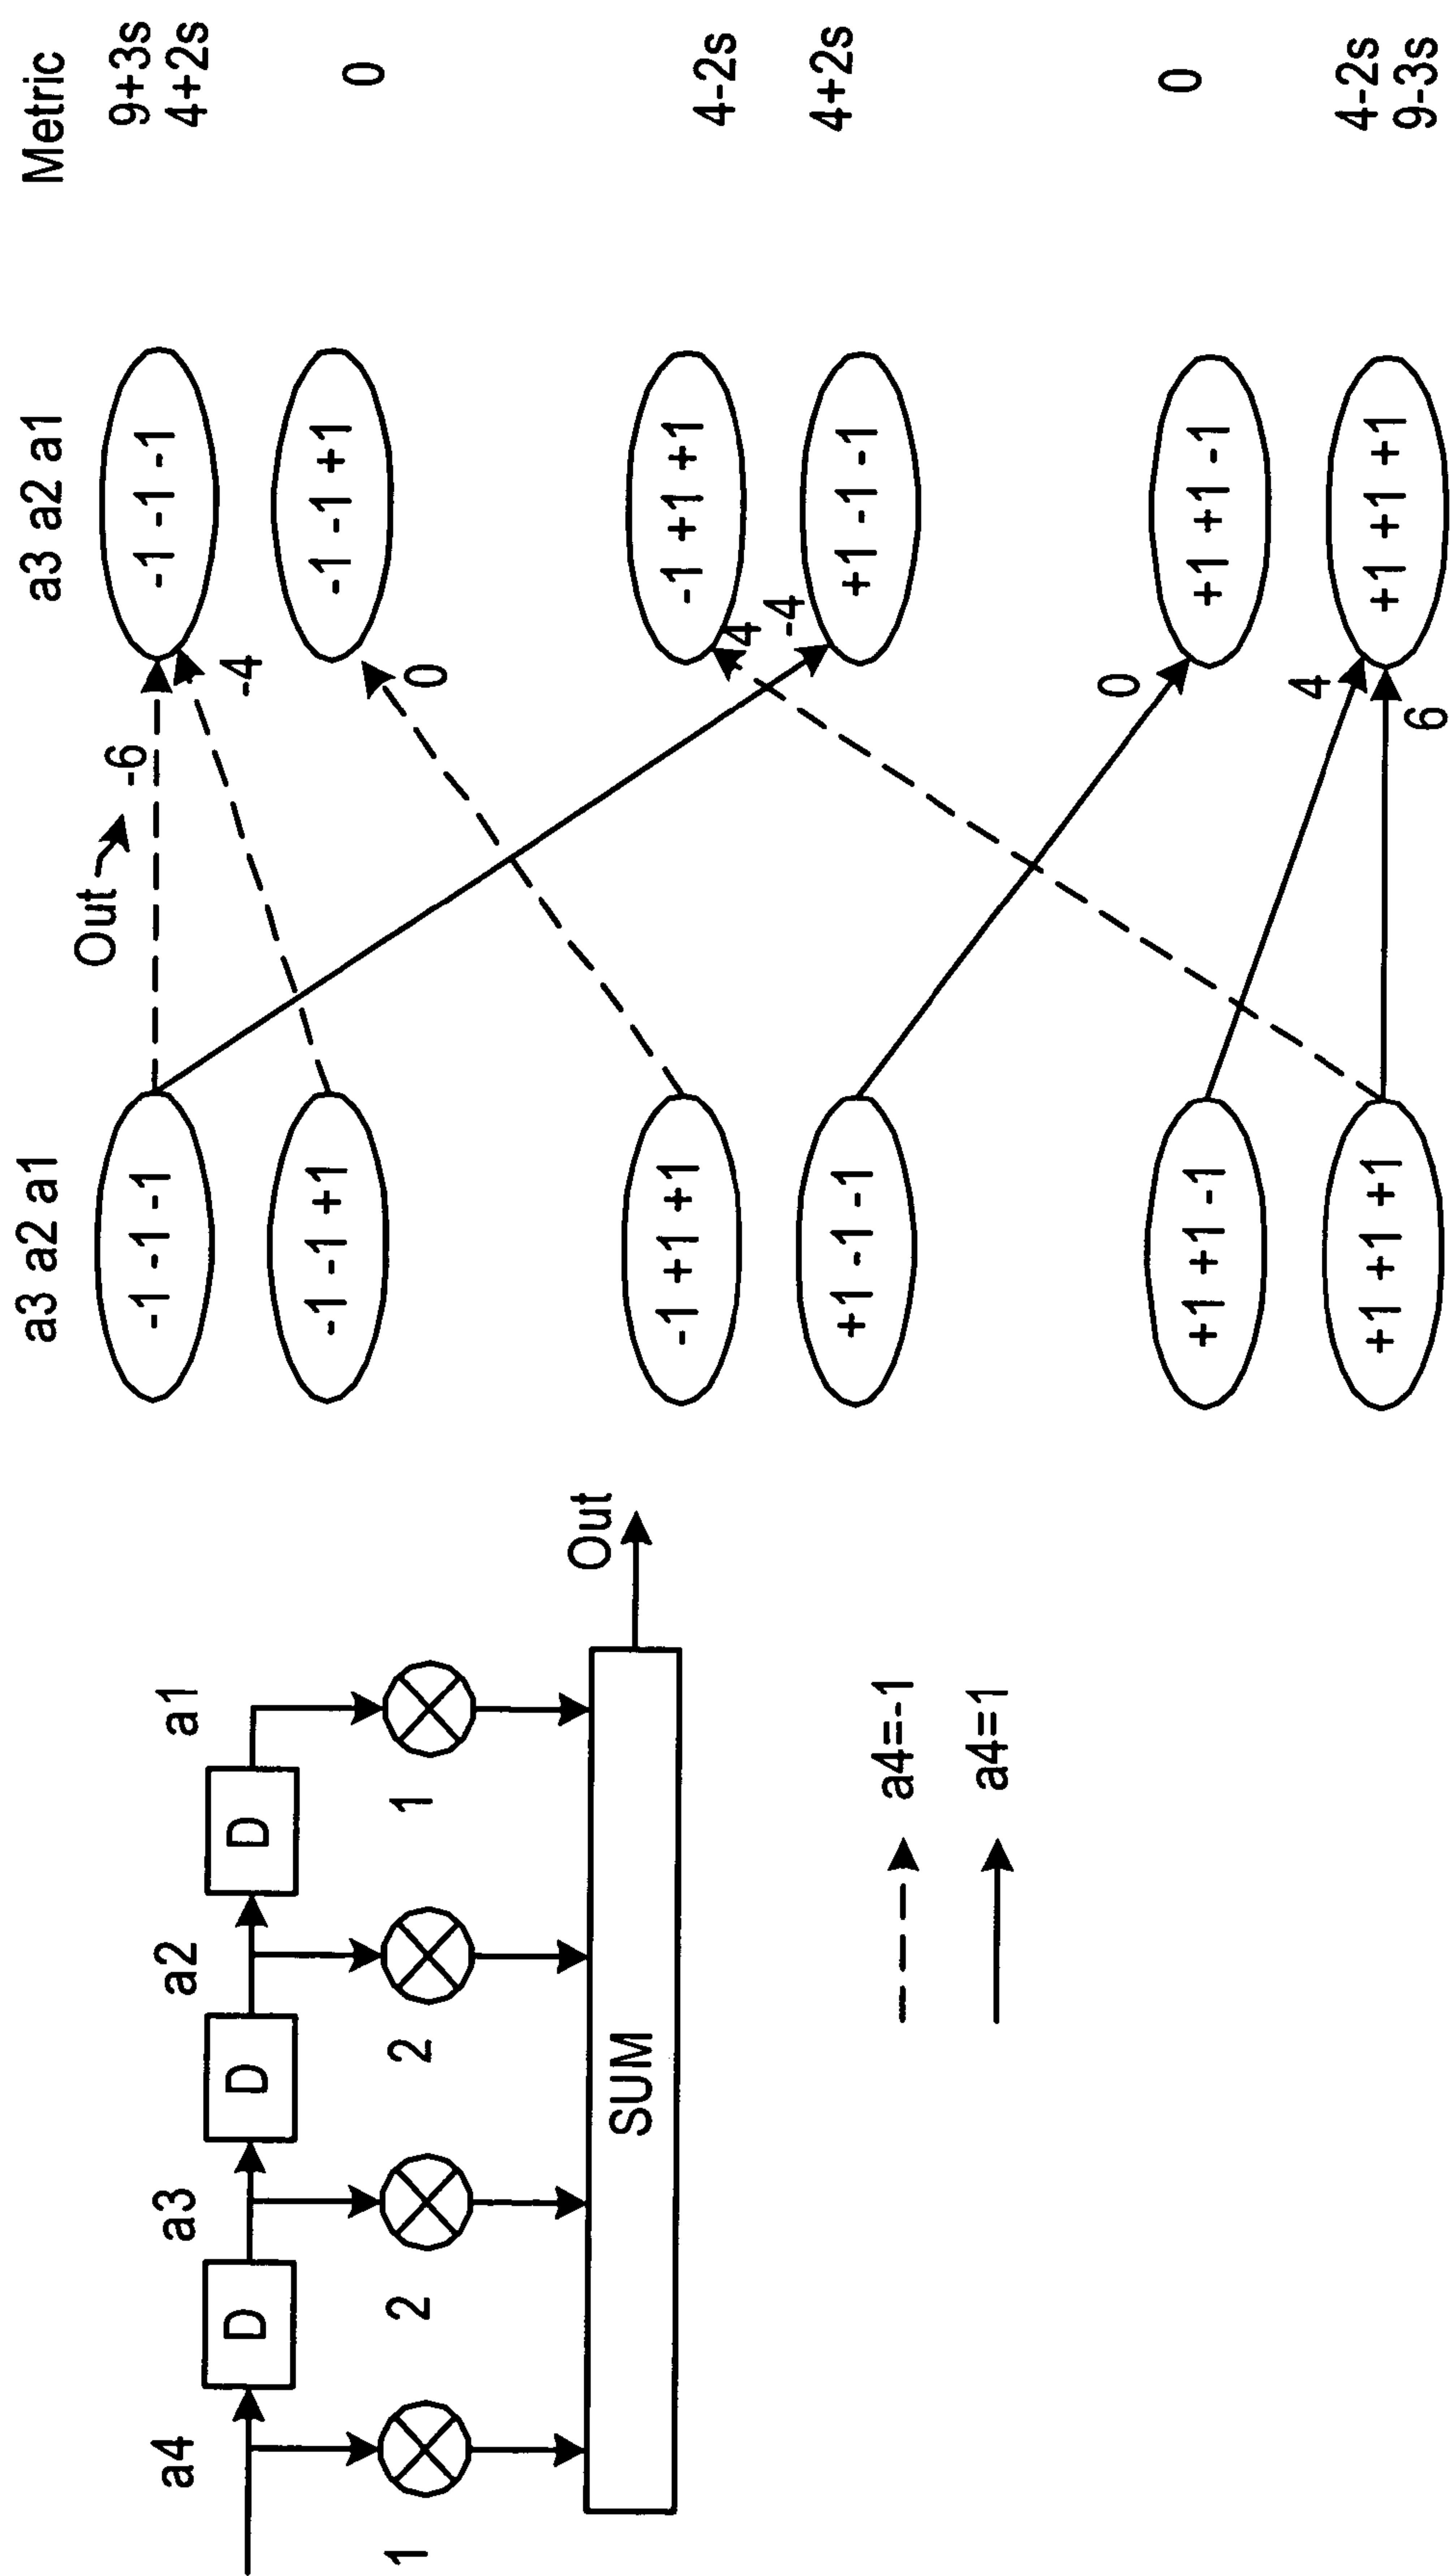 a4
a3
a2
a1
D
D
D
1
2
2
1
SUM
Out
a4=-1
a4=1
a3 a2 a1
a3 a2 a1
Metric
-1 -1 -1
Out
-6
-1 -1 -1
9+3s
4+2s
-1 -1 +1
-4
-1 -1 +1
0
0
-1 +1 +1
4
-1 +1 +1
4-2s
+1 -1 -1
-4
+1 -1 -1
4+2s
+1 +1 -1
0
+1 +1 -1
0
+1 +1 +1
4
6
+1 +1 +1
4-2s
9-3s